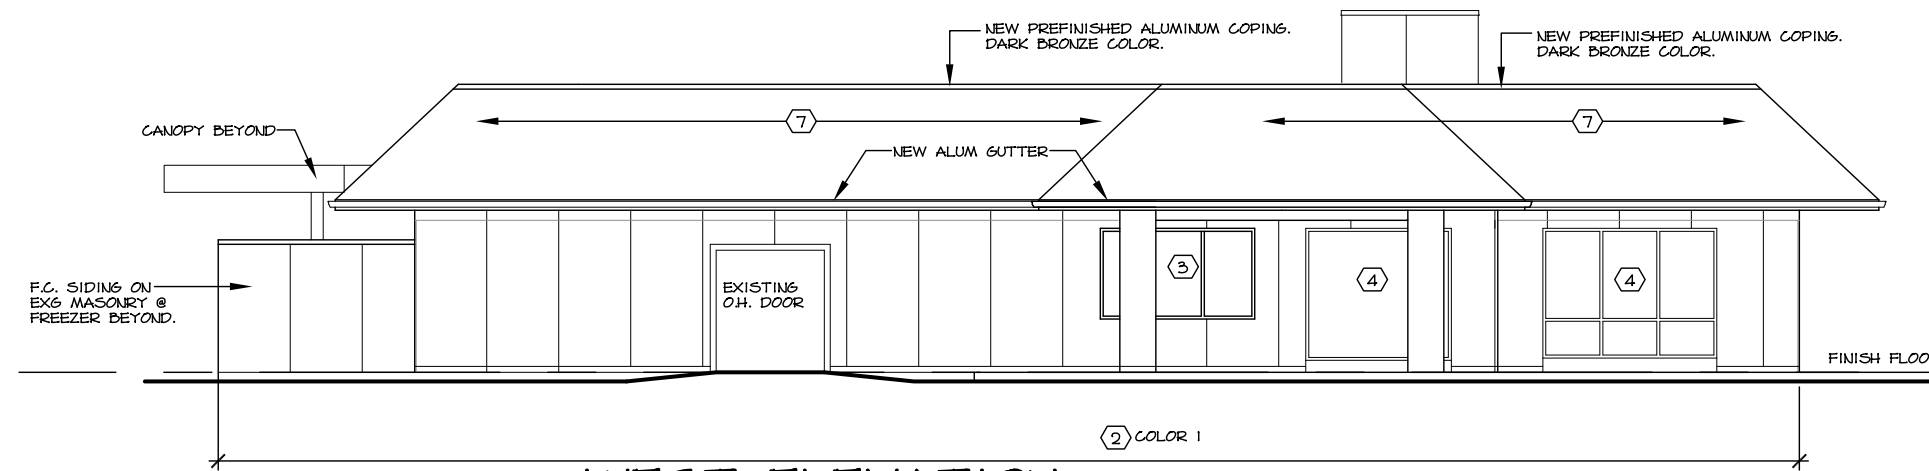 NEW PREFINISHED ALUMINUM COPING.
DARK BRONZE COLOR.
NEW PREFINISHED ALUMINUM COPING.
DARK BRONZE COLOR.
CANOPY BEYOND
7
7
NEW ALUM GUTTER
F.C. SIDING ON
EXG MASONRY @
FREEZER BEYOND.
EXISTING
O.H. DOOR
3
4
4
FINISH FLOO
2 COLOR 1